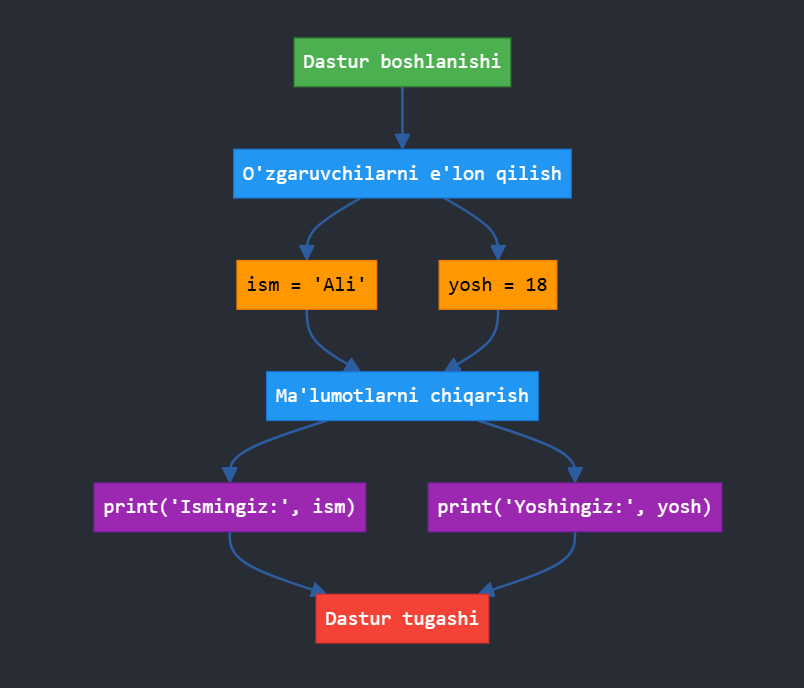 Dastur boshlanishi
O'zgaruvchilarni e'lon qilish
ism = 'Ali'
yosh = 18
Ma'lumotlarni chiqarish
print('Ismingiz:', ism)
print('Yoshingiz:', yosh)
Dastur tugashi